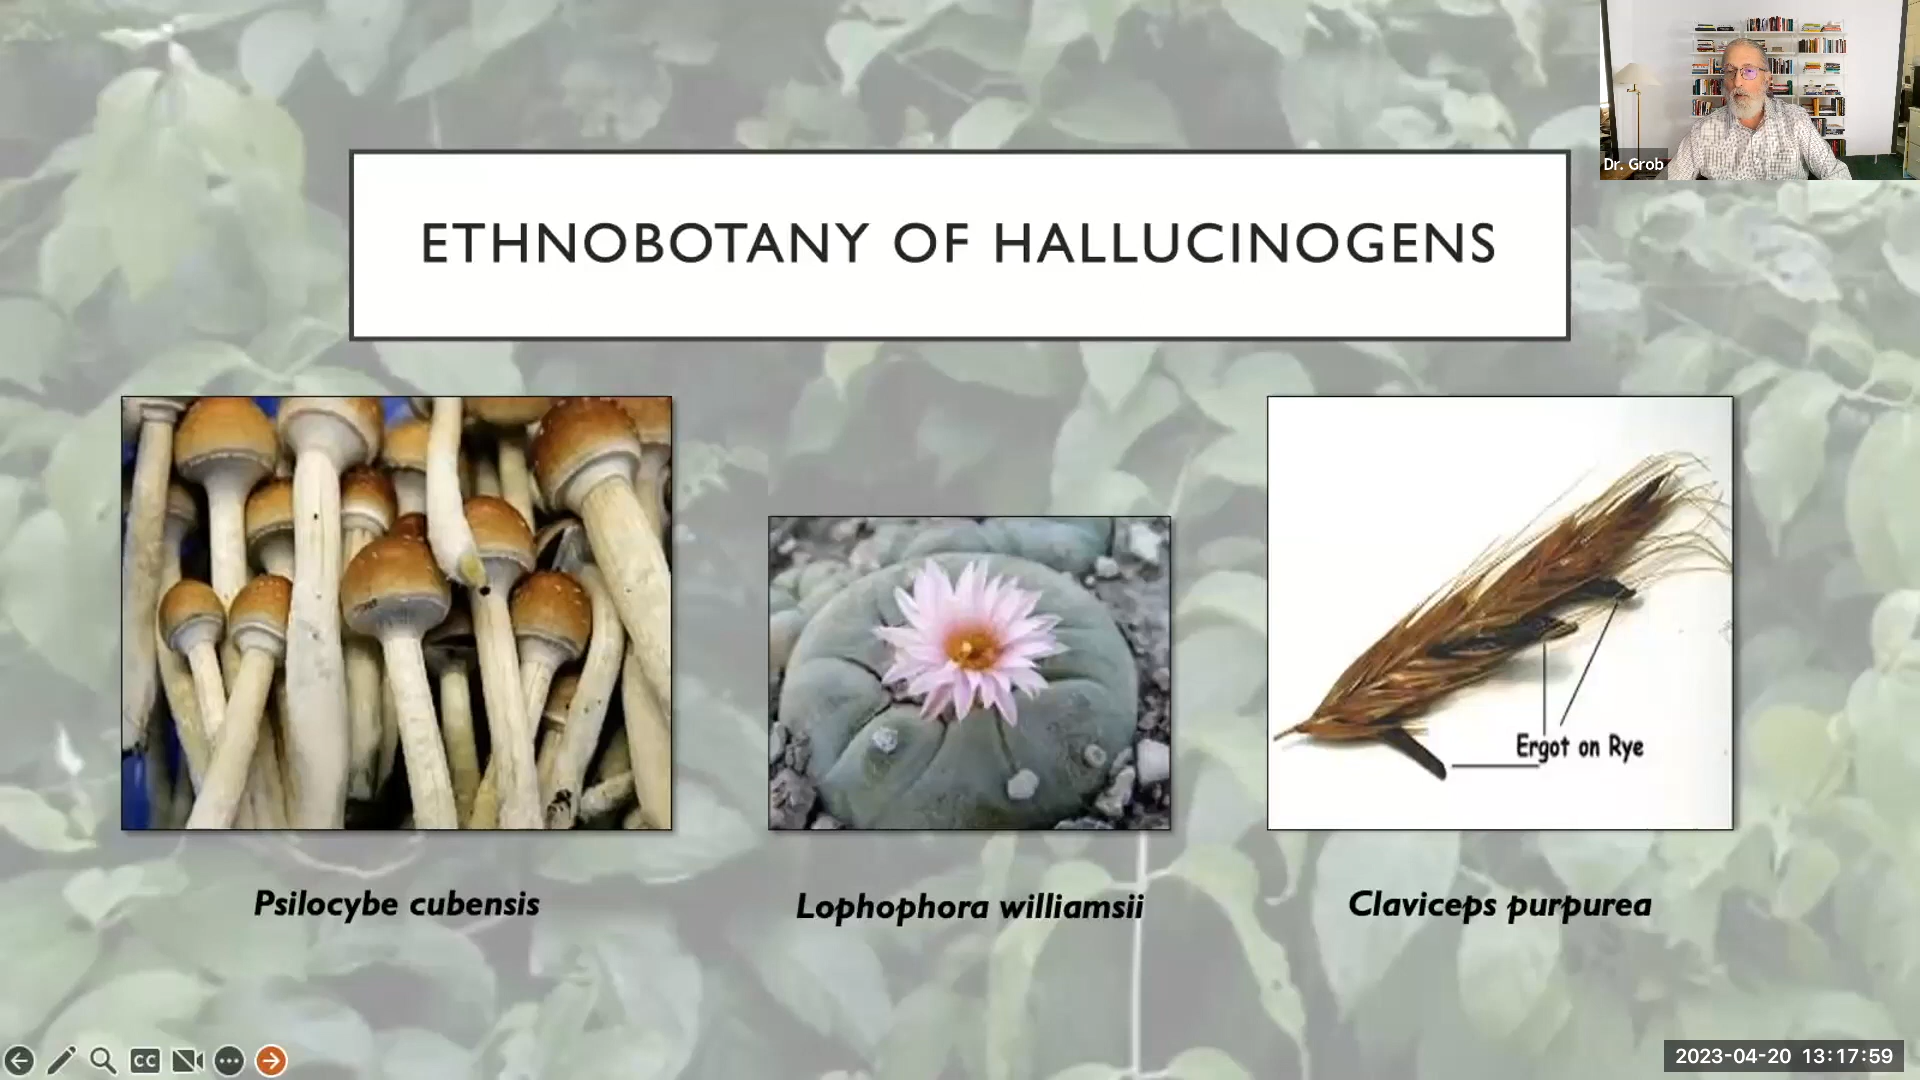 Dr. Grob
ETHNOBOTANY OF HALLUCINOGENS
Ergot on Rye
Psilocybe cubensis
Lophophora williamsii
Claviceps purpurea
CC
2023-04-20 13:17:59